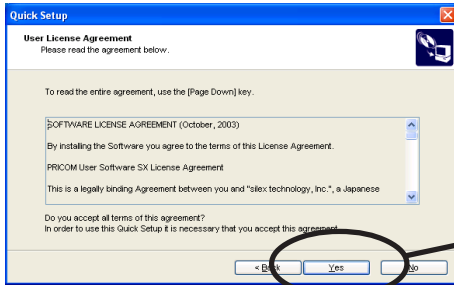 Quick Setup
User License Agreement
Please read the agreement below.
To read the entire agreement, use the [Page Down] key.
SOFTWARE LICENSE AGREEMENT (October, 2003)
By installing the Software you agree to the terms of this License Agreement.
PRICOM User Software SX License Agreement
This is a legally binding Agreement between you and "silex technology, Inc.", a Japanese
Do you accept all terms of this agreement?
In order to use this Quick Setup it is necessary that you accept this agreement.
< Back Yes No